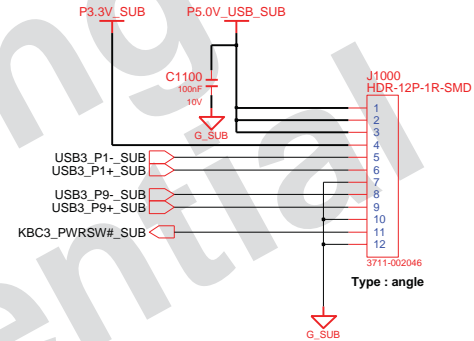 P3.3V_SUB
P5.0V_USB_SUB
C1100
100nF
10V
G_SUB
J1000
HDR-12P-1R-SMD
1
2
3
4
USB3_P1-_SUB
5
USB3_P1+_SUB
6
7
USB3_P9-_SUB
8
USB3_P9+_SUB
9
10
KBC3_PWRSW#_SUB
11
12
3711-002046
Type : angle
G_SUB